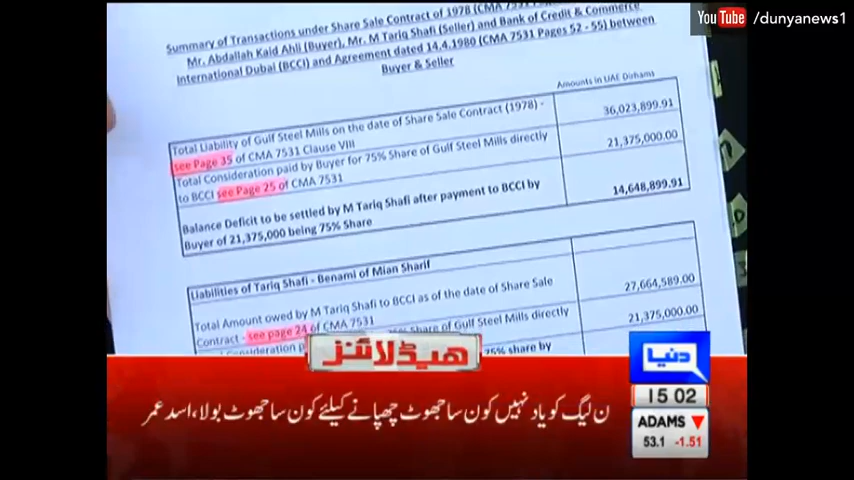 You Tube /dunyanews1
Summary of Transactions under Share Sale Contract of 1978 (CMA 7531
Mr. Abdallah Kaid Ahli (Buyer), Mr. M Tariq Shafi (Seller) and Bank of Credit & Commerce
International Dubai (BCCI) and Agreement dated 14.4.1980 (CMA 7531 Pages 52 - 55) between
Buyer & Seller
Amounts in UAE Dirhams
Total Liability of Gulf Steel Mills on the date of Share Sale Contract (1978) - 36,023,899.91
see Page 35 of CMA 7531 Clause VIII
Total Consideration paid by Buyer for 75% Share of Gulf Steel Mills directly 21,375,000.00
to BCCI see Page 25 of CMA 7531
Balance Deficit to be settled by M Tariq Shafi after payment to BCCI by 14,648,899.91
Buyer of 21,375,000 being 75% Share
Liabilities of Tariq Shafi - Benami of Mian Sharif
Total Amount owed by M Tariq Shafi to BCCI as of the date of Share Sale 27,664,589.00
Contract - see page 24 of CMA 7531
75% Share of Gulf Steel Mills directly 21,375,000.00
75% share by
ہیڈلائنز
دنیا
15 02
ن لیگ کو یاد نہیں کون سا جھوٹ چھپانے کیلئے کون سا جھوٹ بولا، اسد عمر
ADAMS
53.1 -1.51